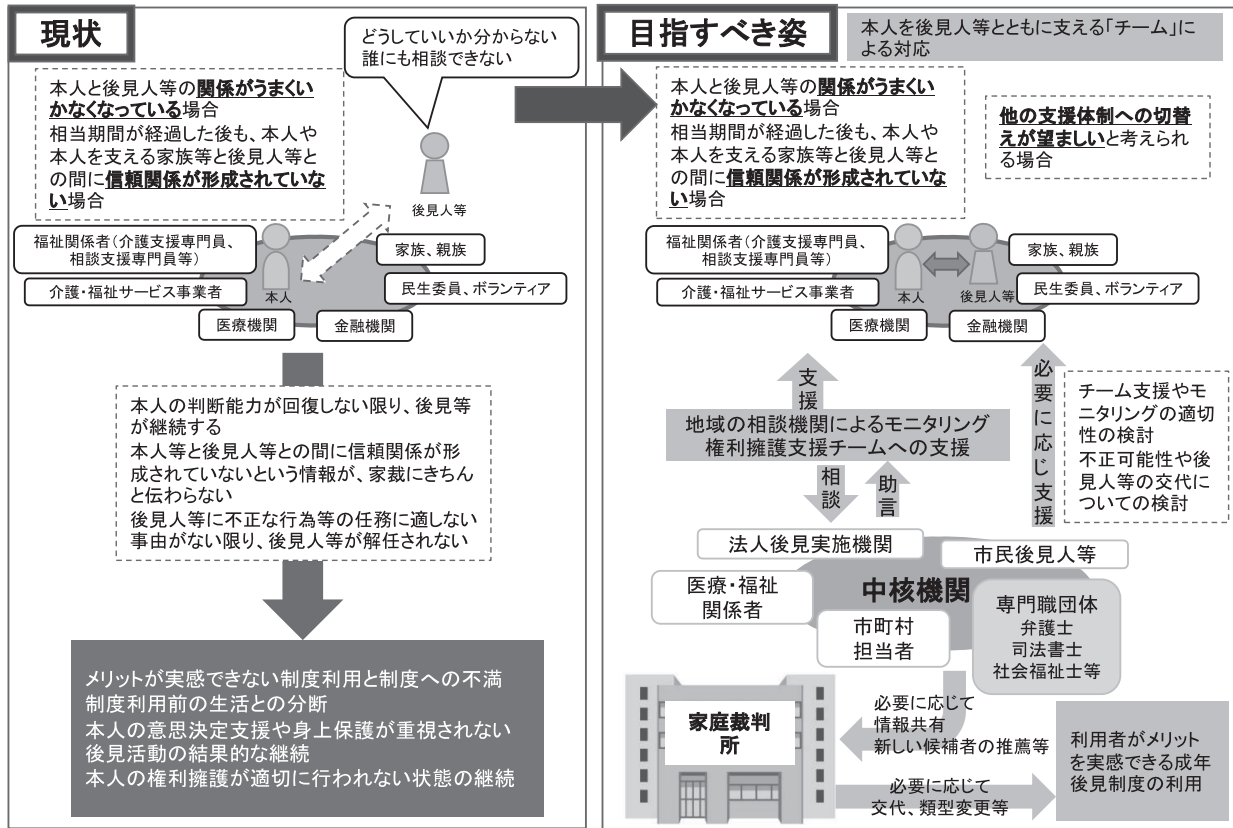 現状
どうしていいか分からない
誰にも相談できない
本人と後見人等の関係がうまくい
かなくなっている場合
相当期間が経過した後も、本人や
本人を支える家族等と後見人等と
の間に信頼関係が形成されていな
い場合
後見人等
福祉関係者(介護支援専門員、
相談支援専門員等)
家族、親族
介護・福祉サービス事業者
本人
民生委員、ボランティア
医療機関
金融機関
本人の判断能力が回復しない限り、後見等
が継続する
本人等と後見人等との間に信頼関係が形
成されていないという情報が、家裁にきちん
と伝わらない
後見人等に不正な行為等の任務に適しない
事由がない限り、後見人等が解任されない
メリットが実感できない制度利用と制度への不満
制度利用前の生活との分断
本人の意思決定支援や身上保護が重視されない
後見活動の結果的な継続
本人の権利擁護が適切に行われない状態の継続
目指すべき姿
本人を後見人等とともに支える「チーム」に
よる対応
本人と後見人等の関係がうまくい
かなくなっている場合
相当期間が経過した後も、本人や
本人を支える家族等と後見人等と
の間に信頼関係が形成されていな
い場合
他の支援体制への切替
えが望ましいと考えられ
る場合
福祉関係者(介護支援専門員、
相談支援専門員等)
家族、親族
介護・福祉サービス事業者
本人
後見人等
民生委員、ボランティア
医療機関
金融機関
支援
地域の相談機関によるモニタリング
権利擁護支援チームへの支援
相談
助言
必要に応じ支援
チーム支援やモ
ニタリングの適切
性の検討
不正可能性や後
見人等の交代に
ついての検討
法人後見実施機関
市民後見人等
医療・福祉
関係者
中核機関
市町村
担当者
専門職団体
弁護士
司法書士
社会福祉士等
家庭裁判
所
必要に応じて
情報共有
新しい候補者の推薦等
必要に応じて
交代、類型変更等
利用者がメリット
を実感できる成年
後見制度の利用